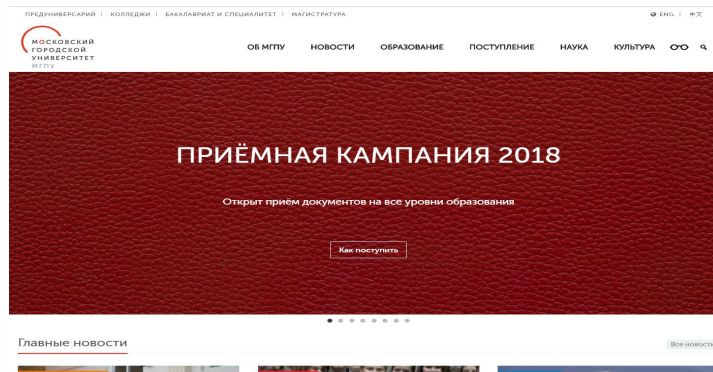 ПРЕДУНИВЕРСАРИЙ | КОЛЛЕДЖИ | БАКАЛАВРИАТ И СПЕЦИАЛИТЕТ | МАГИСТРАТУРА ENG | 中文
МОСКОВСКИЙ
ГОРОДСКОЙ
УНИВЕРСИТЕТ
МГПУ
ОБ МГПУ НОВОСТИ ОБРАЗОВАНИЕ ПОСТУПЛЕНИЕ НАУКА КУЛЬТУРА
ПРИЁМНАЯ КАМПАНИЯ 2018
Открыт приём документов на все уровни образования
Как поступить
Главные новости Все новости